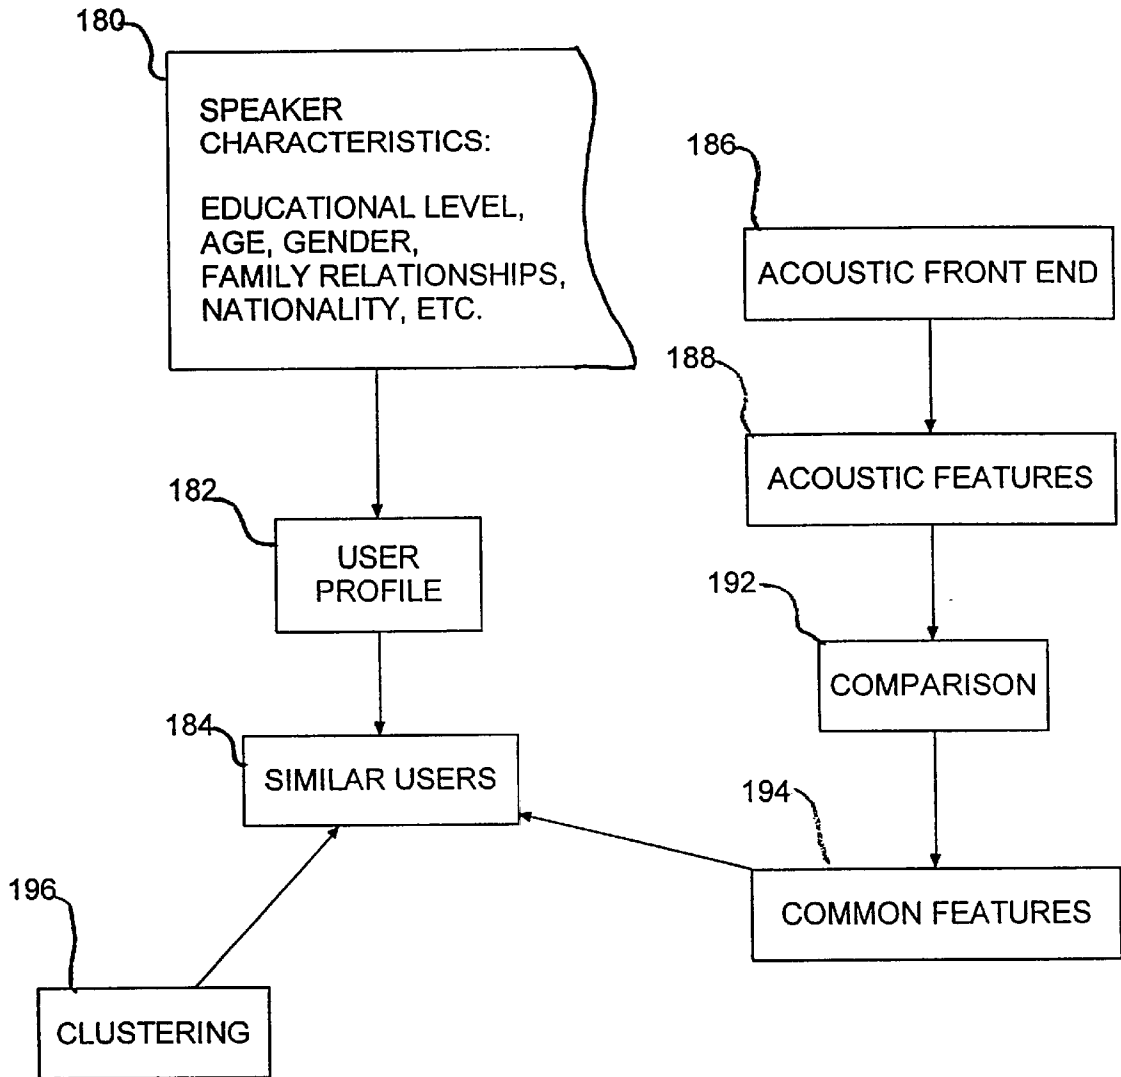 180
SPEAKER
CHARACTERISTICS:
EDUCATIONAL LEVEL,
AGE, GENDER,
FAMILY RELATIONSHIPS,
NATIONALITY, ETC.
186
ACOUSTIC FRONT END
188
ACOUSTIC FEATURES
182
USER
PROFILE
192
COMPARISON
184
SIMILAR USERS
194
COMMON FEATURES
196
CLUSTERING